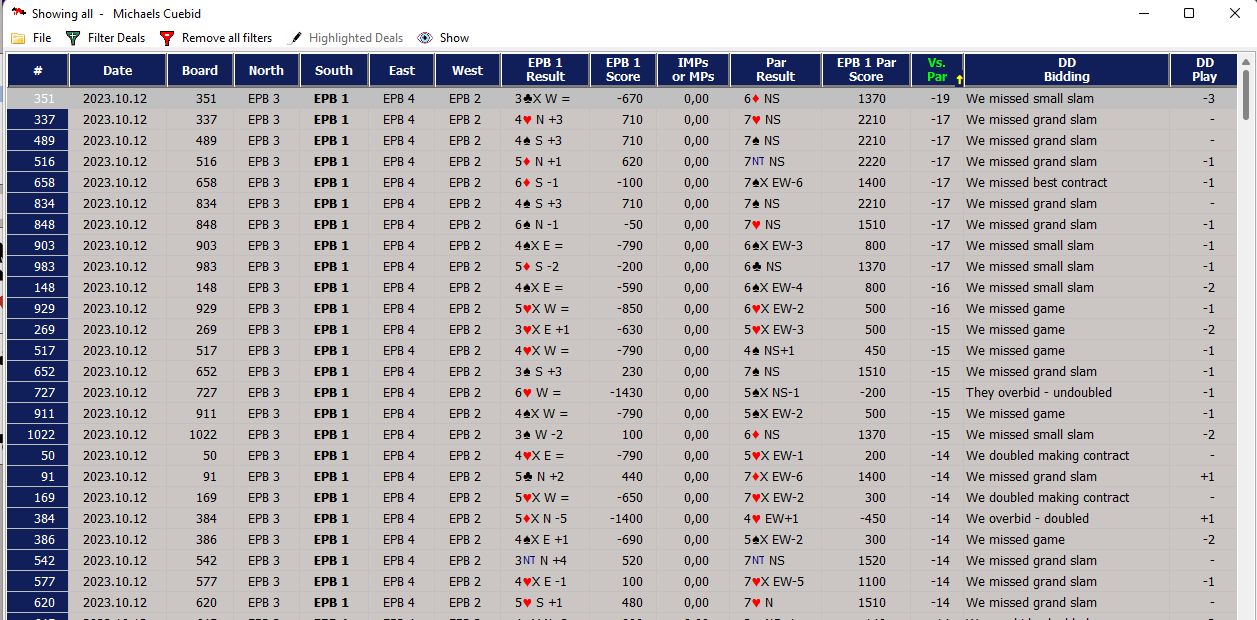 Showing all - Michaels Cuebid
File Filter Deals Remove all filters Highlighted Deals Show
# Date Board North South East West EPB 1 Result EPB 1 Score IMPs or MPs Par Result EPB 1 Par Score Vs. Par DD Bidding DD Play
351 2023.10.12 351 EPB 3 EPB 1 EPB 4 EPB 2 3♣X W = -670 0,00 6♦ NS 1370 -19 We missed small slam -3
337 2023.10.12 337 EPB 3 EPB 1 EPB 4 EPB 2 4♥ N +3 710 0,00 7♥ NS 2210 -17 We missed grand slam -
489 2023.10.12 489 EPB 3 EPB 1 EPB 4 EPB 2 4♠ S +3 710 0,00 7♠ NS 2210 -17 We missed grand slam -
516 2023.10.12 516 EPB 3 EPB 1 EPB 4 EPB 2 5♦ N +1 620 0,00 7NT NS 2220 -17 We missed grand slam -1
658 2023.10.12 658 EPB 3 EPB 1 EPB 4 EPB 2 6♦ S -1 -100 0,00 7♠X EW-6 1400 -17 We missed best contract -1
834 2023.10.12 834 EPB 3 EPB 1 EPB 4 EPB 2 4♠ S +3 710 0,00 7♠ NS 2210 -17 We missed grand slam -
848 2023.10.12 848 EPB 3 EPB 1 EPB 4 EPB 2 6♠ N -1 -50 0,00 7♥ NS 1510 -17 We missed grand slam -1
903 2023.10.12 903 EPB 3 EPB 1 EPB 4 EPB 2 4♠X E = -790 0,00 6♠X EW-3 800 -17 We missed small slam -1
983 2023.10.12 983 EPB 3 EPB 1 EPB 4 EPB 2 5♦ S -2 -200 0,00 6♣ NS 1370 -17 We missed small slam -1
148 2023.10.12 148 EPB 3 EPB 1 EPB 4 EPB 2 4♠X E = -590 0,00 6♠X EW-4 800 -16 We missed small slam -2
929 2023.10.12 929 EPB 3 EPB 1 EPB 4 EPB 2 5♥X W = -850 0,00 6♥X EW-2 500 -16 We missed game -1
269 2023.10.12 269 EPB 3 EPB 1 EPB 4 EPB 2 3♥X E +1 -630 0,00 5♥X EW-3 500 -15 We missed game -2
517 2023.10.12 517 EPB 3 EPB 1 EPB 4 EPB 2 4♥X W = -790 0,00 4♠ NS+1 450 -15 We missed game -1
652 2023.10.12 652 EPB 3 EPB 1 EPB 4 EPB 2 3♠ S +3 230 0,00 7♠ NS 1510 -15 We missed grand slam -1
727 2023.10.12 727 EPB 3 EPB 1 EPB 4 EPB 2 6♥ W = -1430 0,00 5♠X NS-1 -200 -15 They overbid - undoubled -1
911 2023.10.12 911 EPB 3 EPB 1 EPB 4 EPB 2 4♠X W = -790 0,00 5♠X EW-2 500 -15 We missed game -1
1022 2023.10.12 1022 EPB 3 EPB 1 EPB 4 EPB 2 3♠ W -2 100 0,00 6♦ NS 1370 -15 We missed small slam -2
50 2023.10.12 50 EPB 3 EPB 1 EPB 4 EPB 2 4♥X E = -790 0,00 5♥X EW-1 200 -14 We doubled making contract -
91 2023.10.12 91 EPB 3 EPB 1 EPB 4 EPB 2 5♣ N +2 440 0,00 7♦X EW-6 1400 -14 We missed grand slam +1
169 2023.10.12 169 EPB 3 EPB 1 EPB 4 EPB 2 5♥X W = -650 0,00 7♥X EW-2 300 -14 We doubled making contract -
384 2023.10.12 384 EPB 3 EPB 1 EPB 4 EPB 2 5♦X N -5 -1400 0,00 4♥ EW+1 -450 -14 We overbid - doubled +1
386 2023.10.12 386 EPB 3 EPB 1 EPB 4 EPB 2 4♠X E +1 -690 0,00 5♠X EW-2 300 -14 We missed game -2
542 2023.10.12 542 EPB 3 EPB 1 EPB 4 EPB 2 3NT N +4 520 0,00 7NT NS 1520 -14 We missed grand slam -
577 2023.10.12 577 EPB 3 EPB 1 EPB 4 EPB 2 4♥X E -1 100 0,00 7♥X EW-5 1100 -14 We missed grand slam -1
620 2023.10.12 620 EPB 3 EPB 1 EPB 4 EPB 2 5♥ S +1 480 0,00 7♥ N 1510 -14 We missed grand slam -